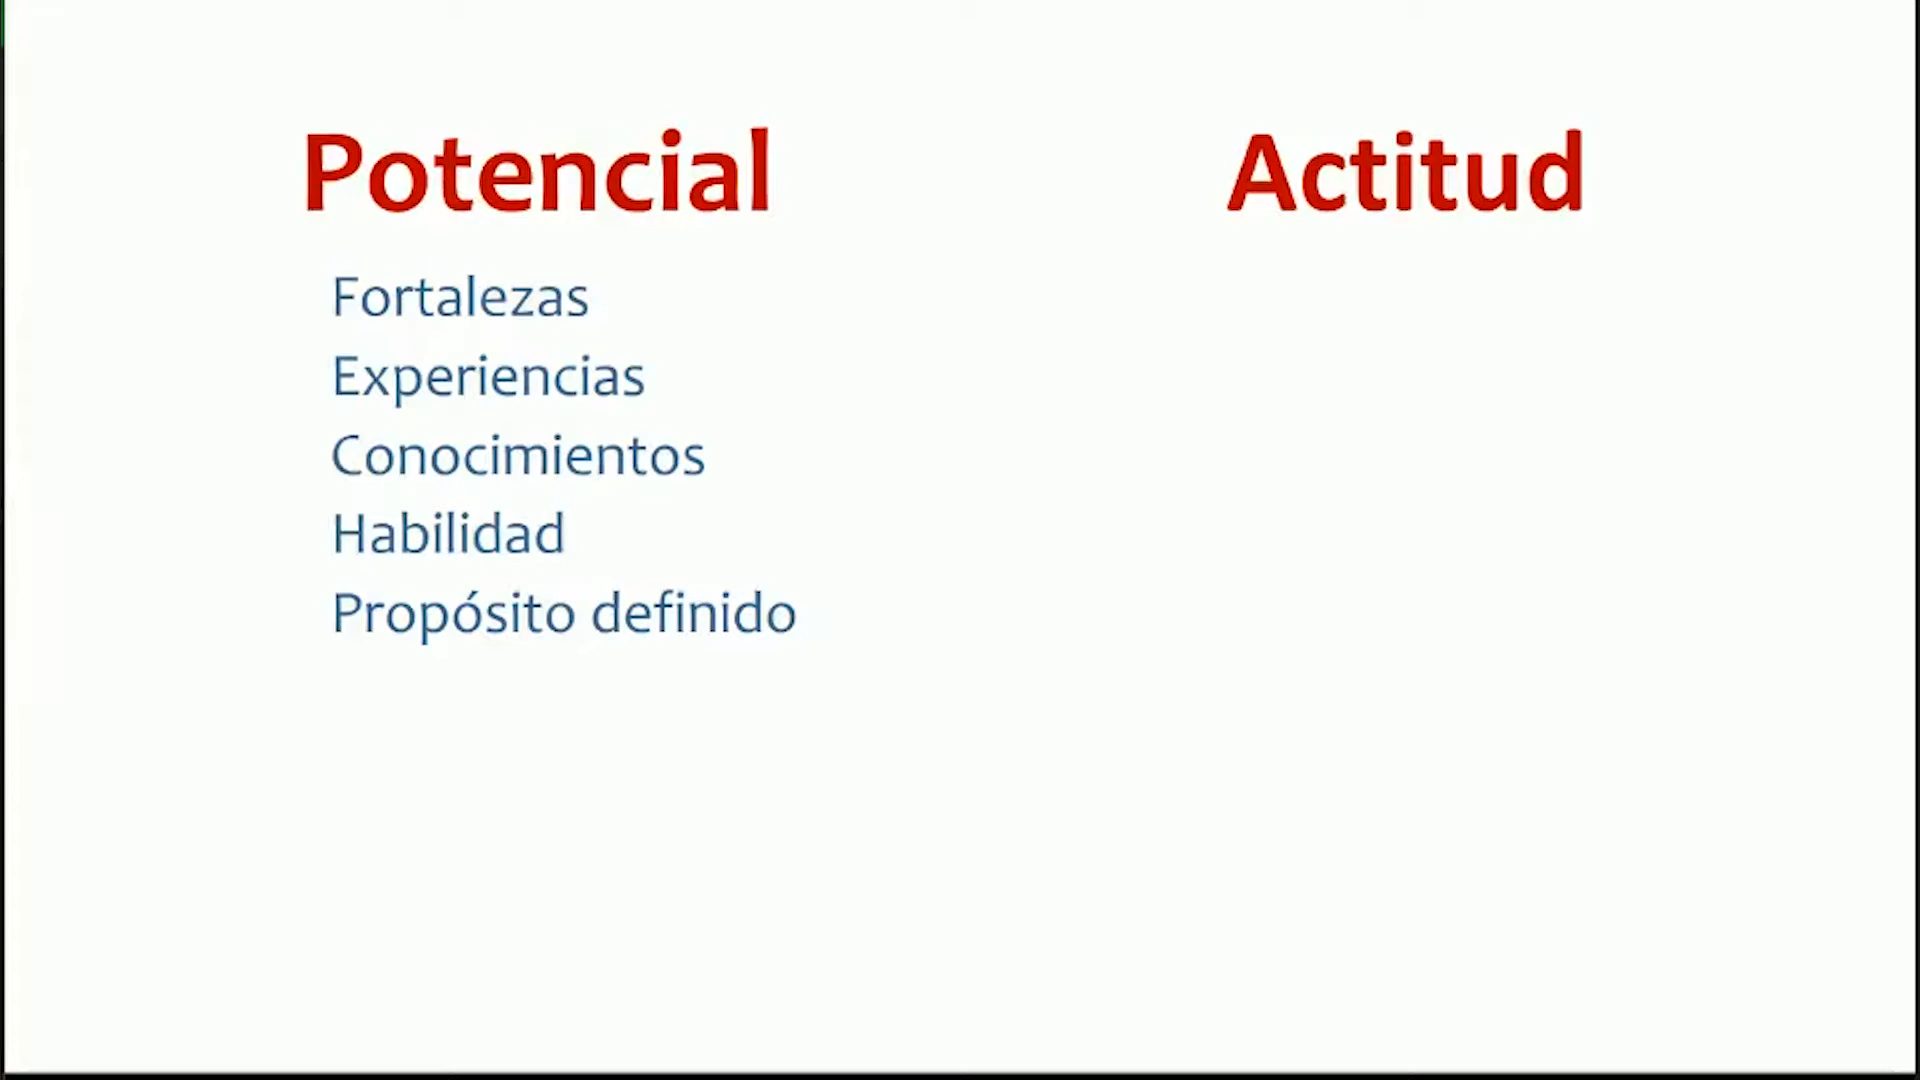 Potencial
Actitud
Fortalezas
Experiencias
Conocimientos
Habilidad
Propósito definido